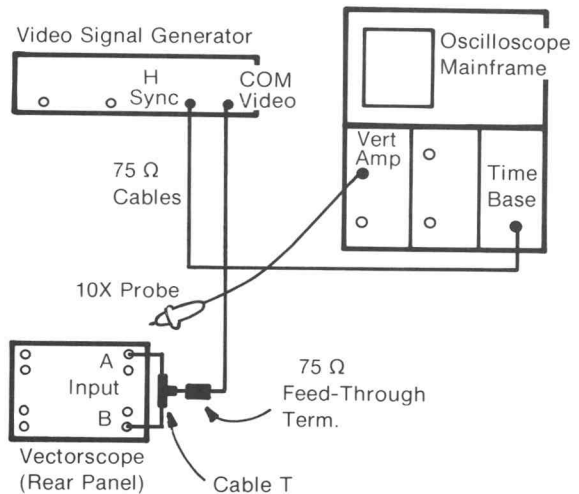 Video Signal Generator
H
Sync
COM
Video
Oscilloscope
Mainframe
Vert
Amp
Time
Base
75 Ω
Cables
10X Probe
A
Input
B
75 Ω
Feed-Through
Term.
Vectorscope
(Rear Panel)
Cable T